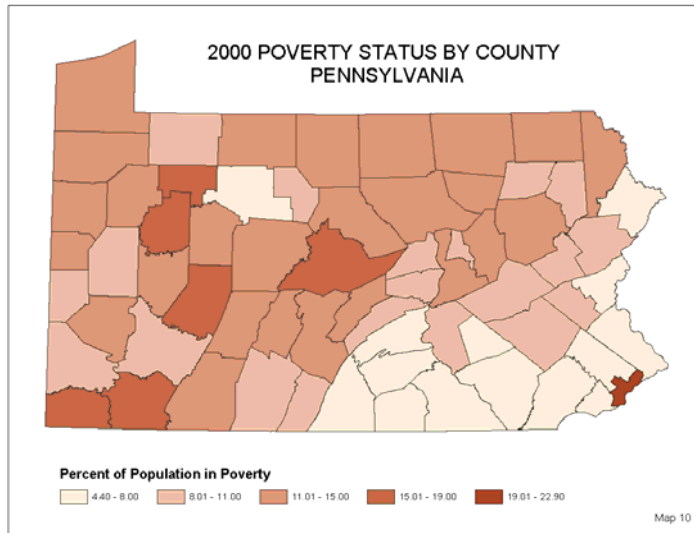 2000 POVERTY STATUS BY COUNTY
PENNSYLVANIA
Percent of Population in Poverty
4.40 - 8.00
8.01 - 11.00
11.01 - 15.00
15.01 - 19.00
19.01 - 22.90
Map 10